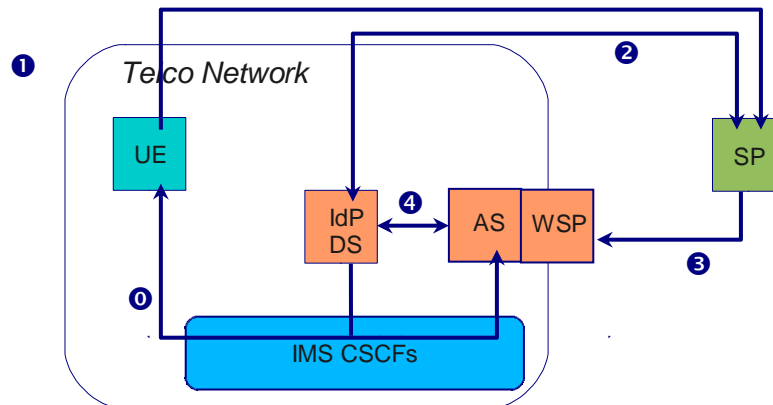 ❶
Telco Network
❷
UE
SP
IdP
DS
❹
AS
WSP
❸
⓿
IMS CSCFs